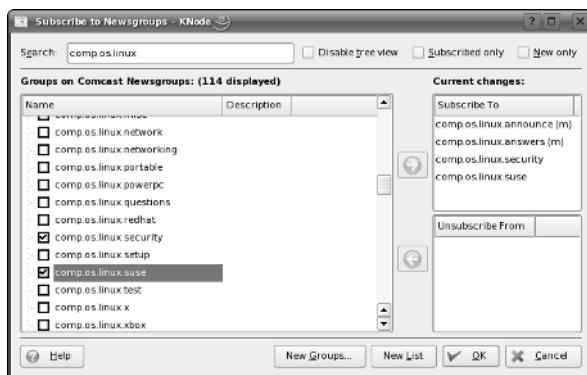 Subscribe to Newsgroups - KNode
Search: comp.os.linux Disable tree view Subscribed only New only
Groups on Comcast Newsgroups: (114 displayed)
Name Description
comp.os.linux.misc
comp.os.linux.network
comp.os.linux.networking
comp.os.linux.portable
comp.os.linux.powerpc
comp.os.linux.questions
comp.os.linux.redhat
comp.os.linux.security
comp.os.linux.setup
comp.os.linux.suse
comp.os.linux.test
comp.os.linux.x
comp.os.linux.xbox
Current changes:
Subscribe To
comp.os.linux.announce (m)
comp.os.linux.answers (m)
comp.os.linux.security
comp.os.linux.suse
Unsubscribe From
Help New Groups... New List OK Cancel